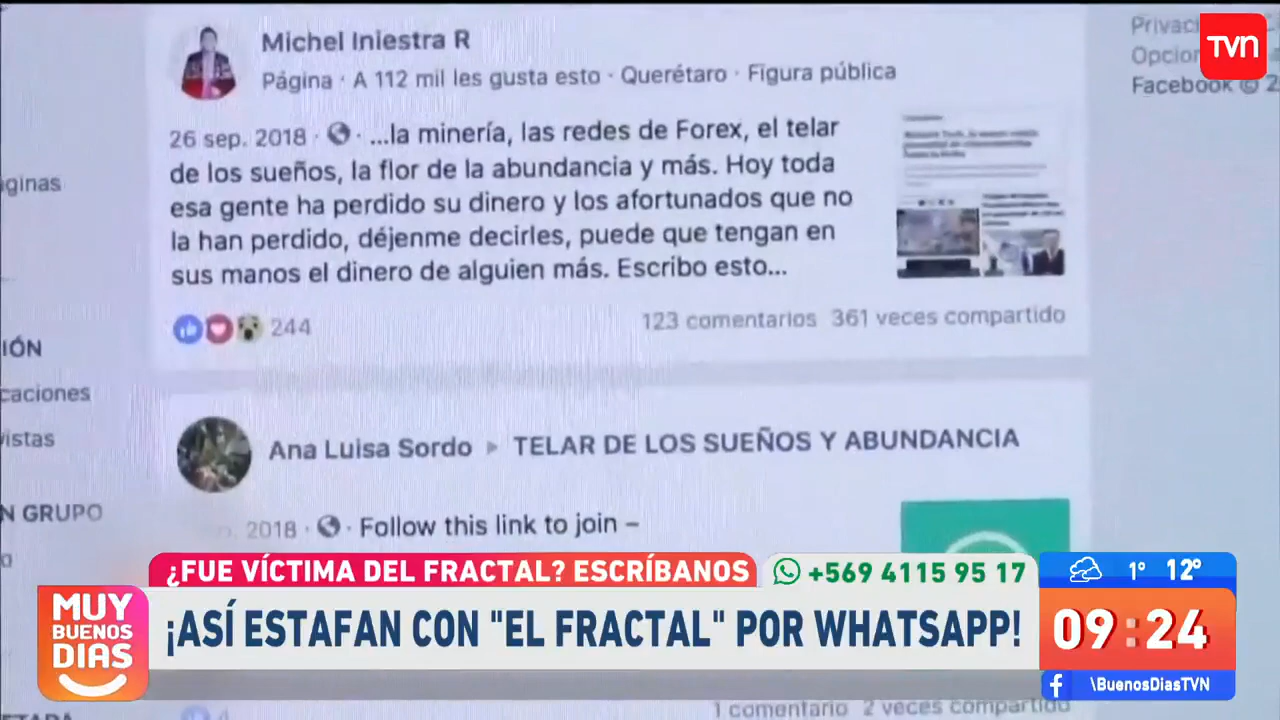 Michel Iniestra R
Página · A 112 mil les gusta esto · Querétaro · Figura pública
26 sep. 2018 · ...la minería, las redes de Forex, el telar
de los sueños, la flor de la abundancia y más. Hoy toda
esa gente ha perdido su dinero y los afortunados que no
la han perdido, déjenme decirles, puede que tengan en
sus manos el dinero de alguien más. Escribo esto...
244
123 comentarios 361 veces compartido
Privaci
Opcion
Facebook © 2
TVN
áginas
IÓN
caciones
vistas
N GRUPO
Ana Luisa Sordo ▸ TELAR DE LOS SUEÑOS Y ABUNDANCIA
2018 · Follow this link to join –
¿FUE VÍCTIMA DEL FRACTAL? ESCRÍBANOS
+569 4115 95 17
1° 12°
MUY
BUENOS
DIAS
¡ASÍ ESTAFAN CON "EL FRACTAL" POR WHATSAPP!
09:24
\BuenosDiasTVN
1 comentario 2 veces compartido